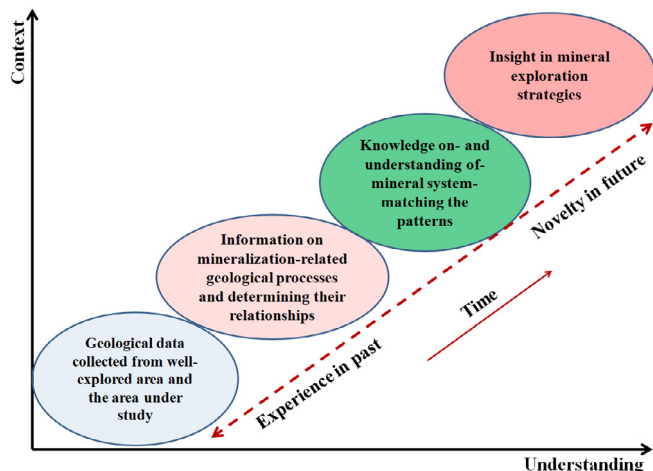 Context
Insight in mineral
exploration
strategies
Knowledge on- and
understanding of-
mineral system-
matching the
patterns
Novelty in future
Information on
mineralization-related
geological processes
and determining their
relationships
Time
Geological data
collected from well-
explored area and
the area under
study
Experience in past
Understanding